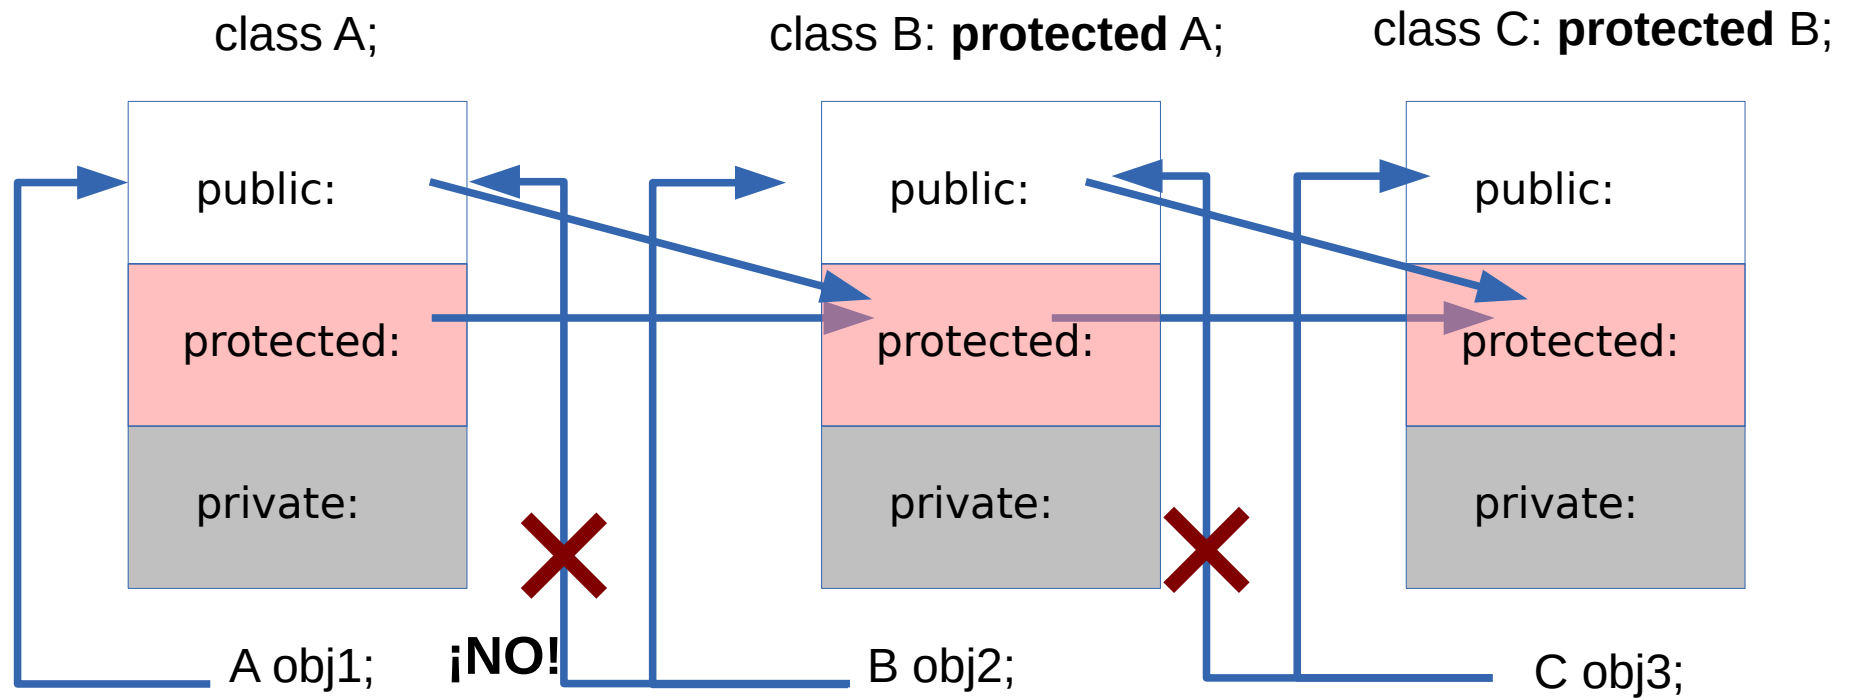 class A;
class B: protected A;
class C: protected B;
public:
public:
public:
protected:
protected:
protected:
private:
private:
private:
A obj1;
¡NO!
B obj2;
C obj3;